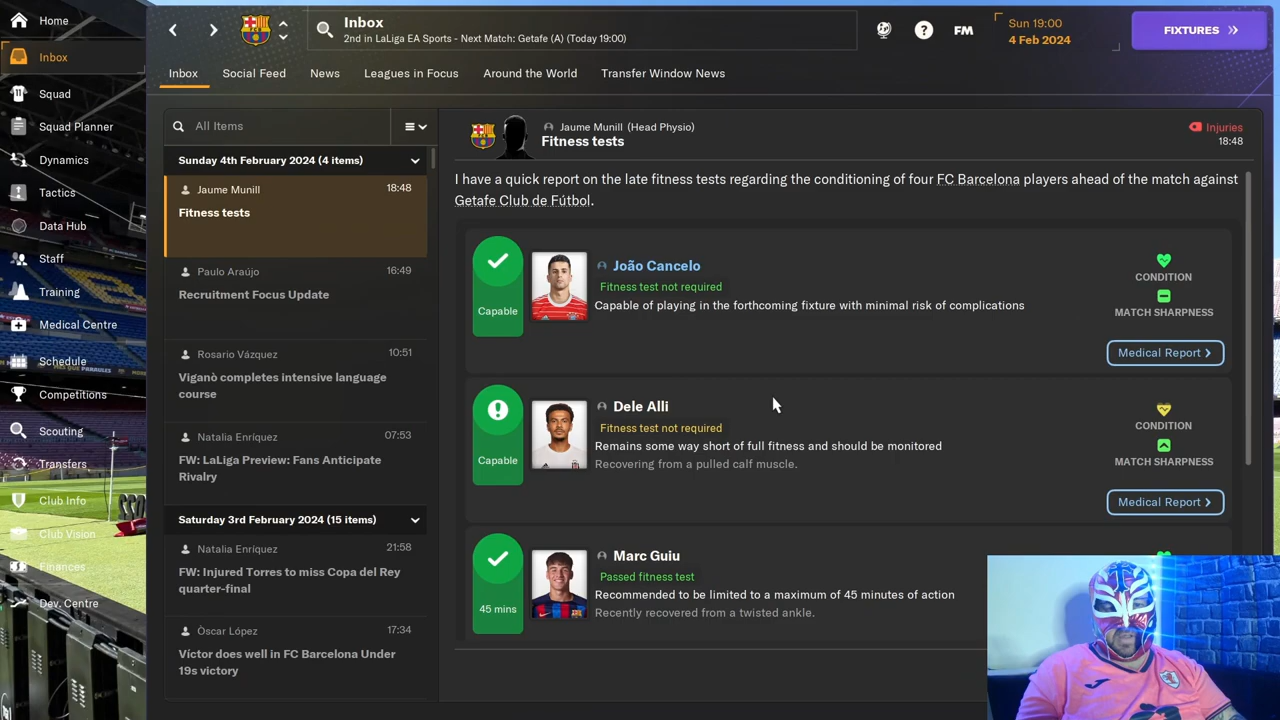 Home
Inbox
Squad
Squad Planner
Dynamics
Tactics
Data Hub
Staff
Training
Medical Centre
Schedule
Competitions
Scouting
Transfers
Club Info
Club Vision
Finances
Dev. Centre
Inbox
2nd in LaLiga EA Sports - Next Match: Getafe (A) (Today 19:00)
?
FM
Sun 19:00
4 Feb 2024
FIXTURES
Inbox Social Feed News Leagues in Focus Around the World Transfer Window News
All Items
Sunday 4th February 2024 (4 items)
Jaume Munill 18:48
Fitness tests
Paulo Araújo 16:49
Recruitment Focus Update
Rosario Vázquez 10:51
Viganò completes intensive language
course
Natalia Enríquez 07:53
FW: LaLiga Preview: Fans Anticipate
Rivalry
Saturday 3rd February 2024 (15 items)
Natalia Enríquez 21:58
FW: Injured Torres to miss Copa del Rey
quarter-final
Òscar López 17:34
Víctor does well in FC Barcelona Under
19s victory
Jaume Munill (Head Physio)
Fitness tests
Injuries
18:48
I have a quick report on the late fitness tests regarding the conditioning of four FC Barcelona players ahead of the match against
Getafe Club de Fútbol.
Capable
João Cancelo
Fitness test not required
Capable of playing in the forthcoming fixture with minimal risk of complications
CONDITION
MATCH SHARPNESS
Medical Report
Capable
Dele Alli
Fitness test not required
Remains some way short of full fitness and should be monitored
Recovering from a pulled calf muscle.
CONDITION
MATCH SHARPNESS
Medical Report
45 mins
Marc Guiu
Passed fitness test
Recommended to be limited to a maximum of 45 minutes of action
Recently recovered from a twisted ankle.